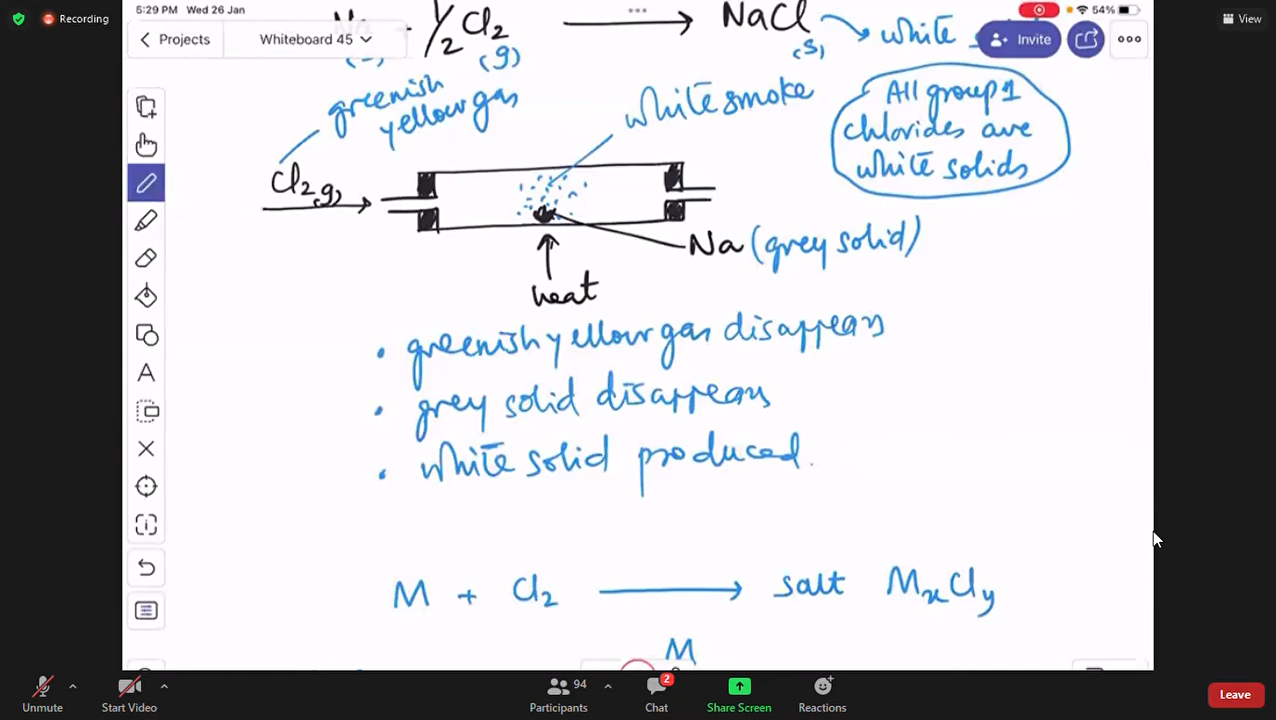 5:29 PM Wed 26 Jan
54%
Recording
View
Projects
Whiteboard 45
Invite
½Cl₂ → NaCl
(g)
(s)
white
greenish
yellow gas
white smoke
All group 1
chlorides are
white solids
Cl₂(g)
Na (grey solid)
heat
• greenish yellow gas disappears
• grey solid disappears
• white solid produced.
M + Cl₂ → salt MxCly
M
Unmute
Start Video
94
Participants
2
Chat
Share Screen
Reactions
Leave